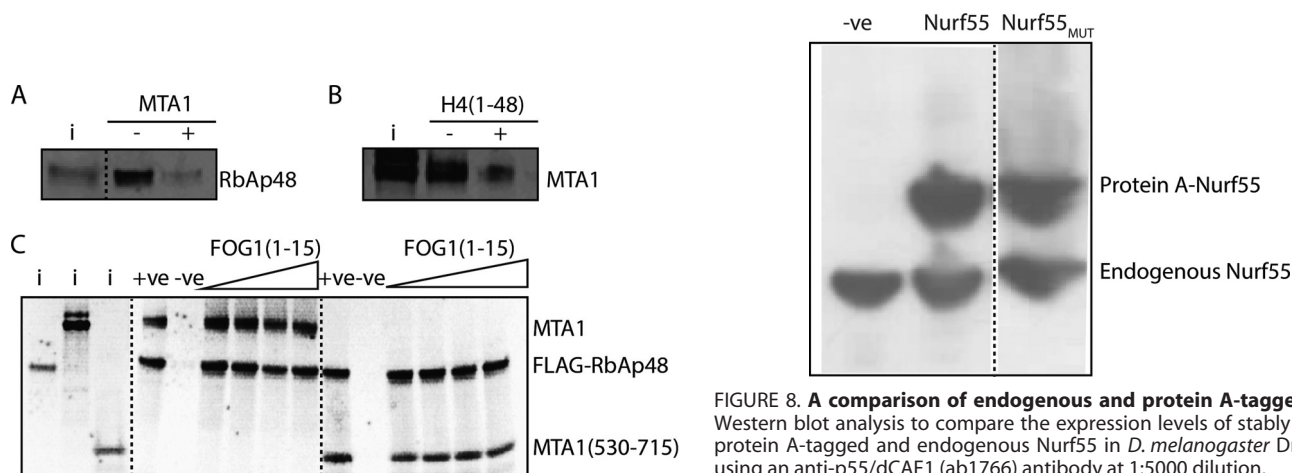 A
MTA1
i - +
RbAp48
B
H4(1-48)
i - +
MTA1
C
FOG1(1-15) FOG1(1-15)
i i i +ve -ve +ve -ve
MTA1
FLAG-RbAp48
MTA1(530-715)
-ve Nurf55 Nurf55MUT
Protein A-Nurf55
Endogenous Nurf55
FIGURE 8. A comparison of endogenous and protein A-tagge
Western blot analysis to compare the expression levels of stably
protein A-tagged and endogenous Nurf55 in D. melanogaster D
using an anti-p55/dCAF1 (ab1766) antibody at 1:5000 dilution.